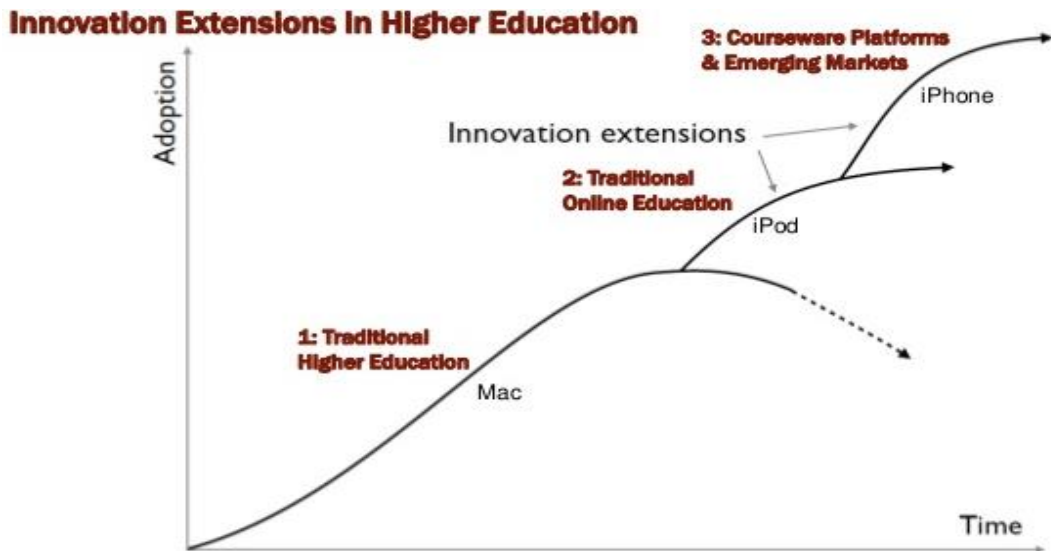 Innovation Extensions in Higher Education
3: Courseware Platforms
& Emerging Markets
Adoption
iPhone
Innovation extensions
2: Traditional
Online Education
iPod
1: Traditional
Higher Education
Mac
Time